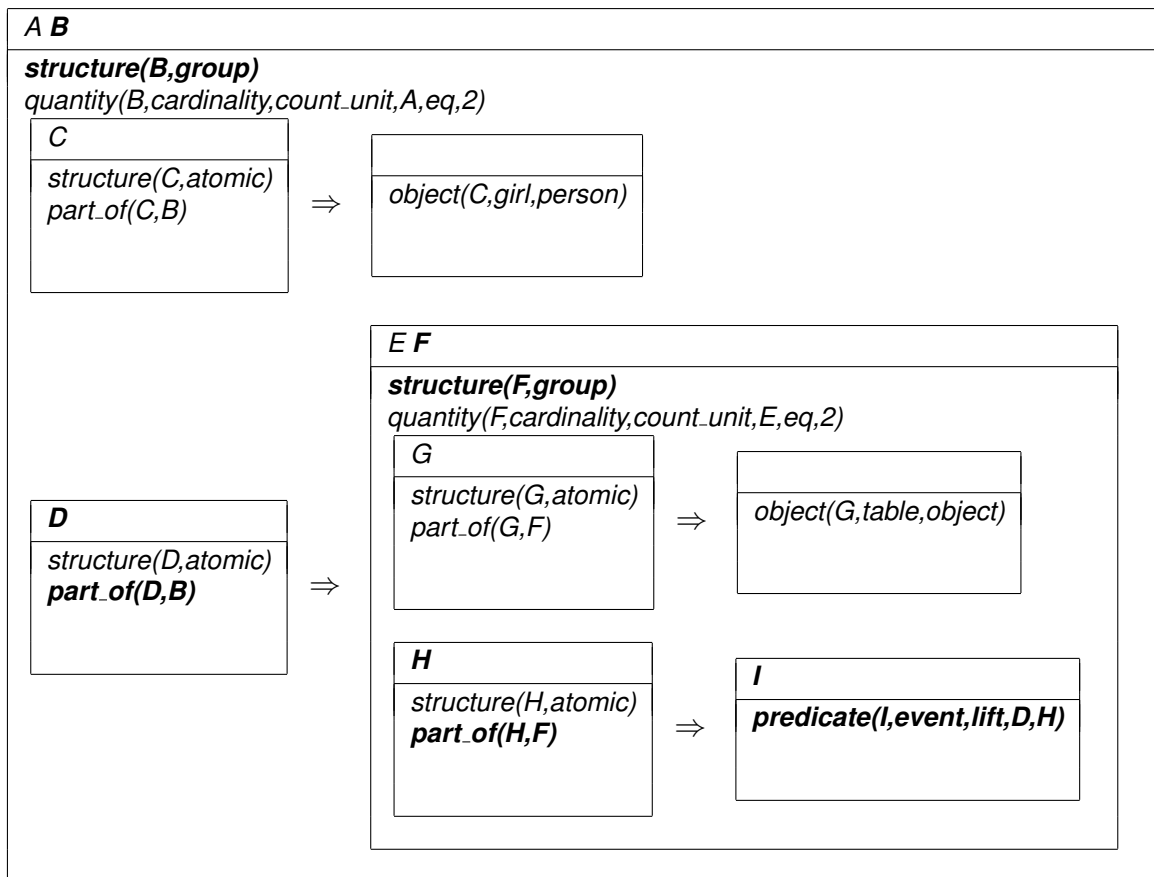 A B
structure(B,group)
quantity(B,cardinality,count_unit,A,eq,2)
C
structure(C,atomic)
part_of(C,B)
⇒
object(C,girl,person)
D
structure(D,atomic)
part_of(D,B)
⇒
E F
structure(F,group)
quantity(F,cardinality,count_unit,E,eq,2)
G
structure(G,atomic)
part_of(G,F)
⇒
object(G,table,object)
H
structure(H,atomic)
part_of(H,F)
⇒
I
predicate(I,event,lift,D,H)